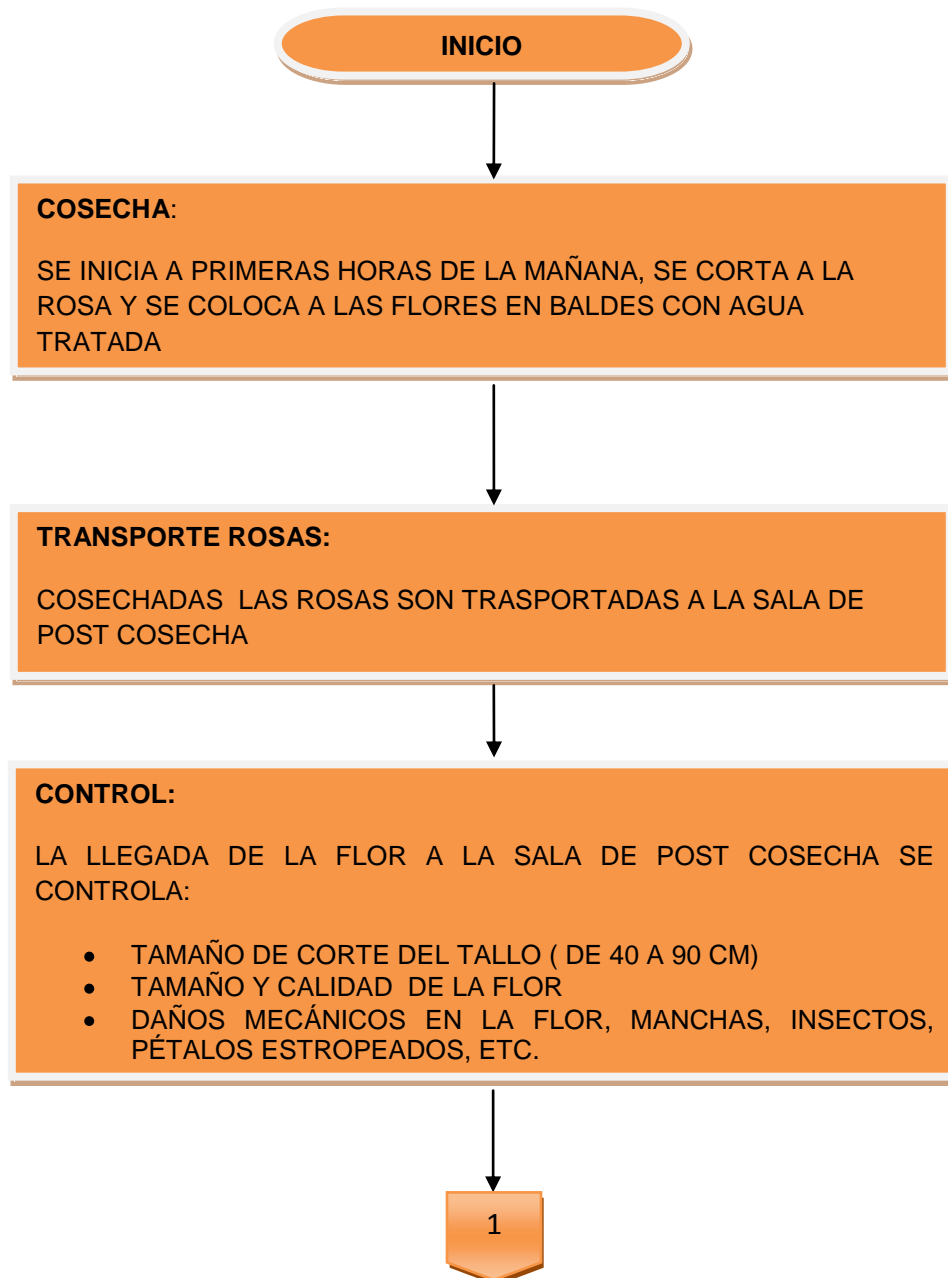 INICIO
COSECHA:
SE INICIA A PRIMERAS HORAS DE LA MAÑANA, SE CORTA A LA
ROSA Y SE COLOCA A LAS FLORES EN BALDES CON AGUA
TRATADA
TRANSPORTE ROSAS:
COSECHADAS LAS ROSAS SON TRASPORTADAS A LA SALA DE
POST COSECHA
CONTROL:
LA LLEGADA DE LA FLOR A LA SALA DE POST COSECHA SE
CONTROLA:
• TAMAÑO DE CORTE DEL TALLO ( DE 40 A 90 CM)
• TAMAÑO Y CALIDAD DE LA FLOR
• DAÑOS MECÁNICOS EN LA FLOR, MANCHAS, INSECTOS,
PÉTALOS ESTROPEADOS, ETC.
1